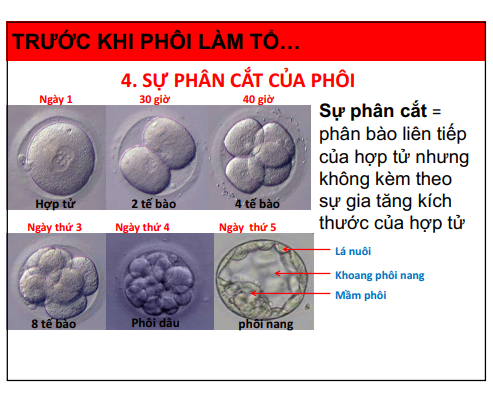 TRƯỚC KHI PHÔI LÀM TỔ…
4. SỰ PHÂN CẮT CỦA PHÔI
Ngày 1
30 giờ
40 giờ
Hợp tử
2 tế bào
4 tế bào
Sự phân cắt =
phân bào liên tiếp
của hợp tử nhưng
không kèm theo
sự gia tăng kích
thước của hợp tử
Ngày thứ 3
Ngày thứ 4
Ngày thứ 5
8 tế bào
Phôi dâu
phôi nang
Lá nuôi
Khoang phôi nang
Mầm phôi